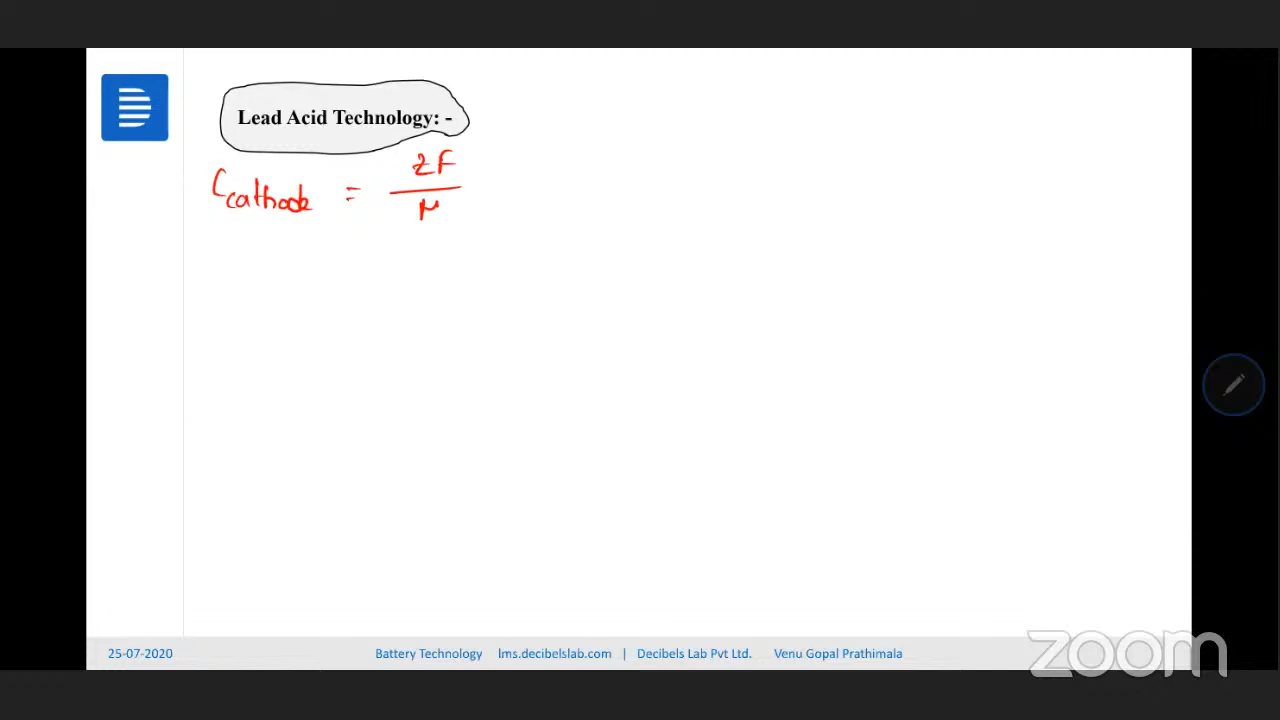 Lead Acid Technology: -
C cathode = zF / M
25-07-2020 Battery Technology lms.decibelslab.com | Decibels Lab Pvt Ltd. Venu Gopal Prathimala
zoom